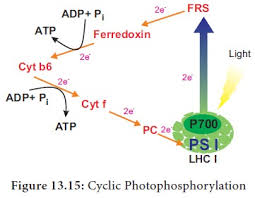 FRS
2e⁻
ADP+ Pᵢ
Ferredoxin
ATP
2e⁻
Light
Cyt b6
2e⁻
2e⁻
ADP+ Pᵢ
Cyt f
2e⁻
P700
ATP
PC
2e⁻
PS I
LHC I
Figure 13.15: Cyclic Photophosphorylation